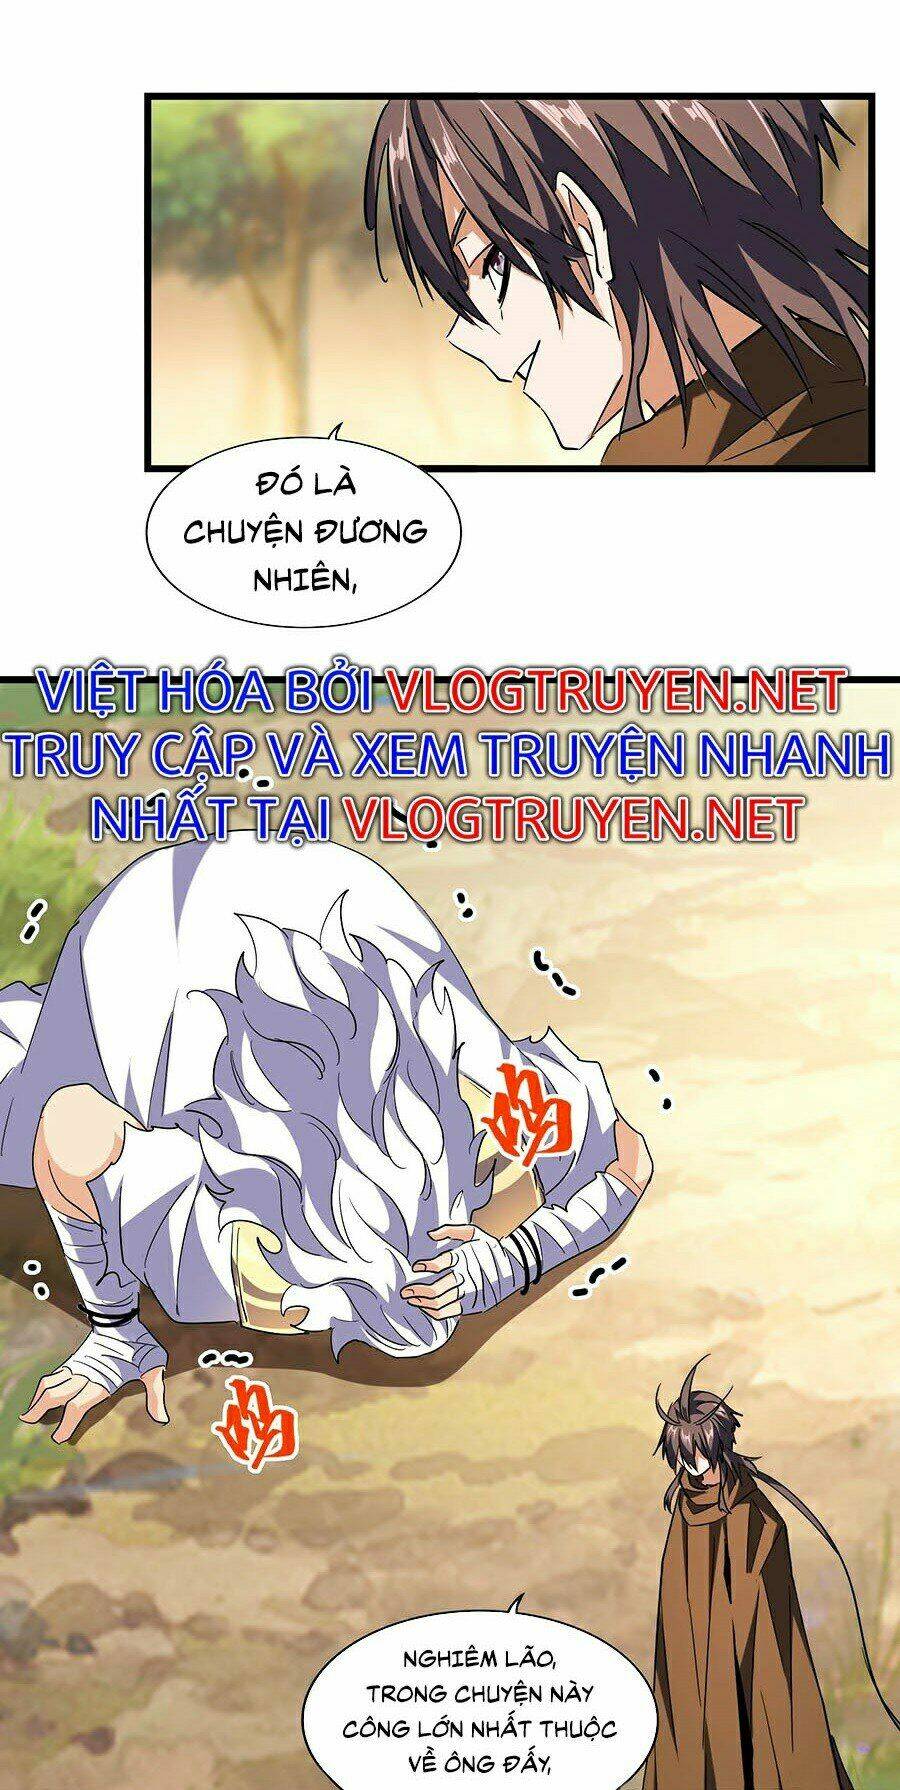 ĐÓ LÀ
CHUYỆN ĐƯƠNG
NHIÊN,
VIỆT HÓA BỞI VLOGTRUYEN.NET
TRUY CẬP VÀ XEM TRUYỆN NHANH
NHẤT TẠI VLOGTRUYEN.NET
NGHIÊM LÃO,
TRONG CHUYỆN NÀY
CÔNG LỚN NHẤT THUỘC
VỀ ÔNG ĐẤY,